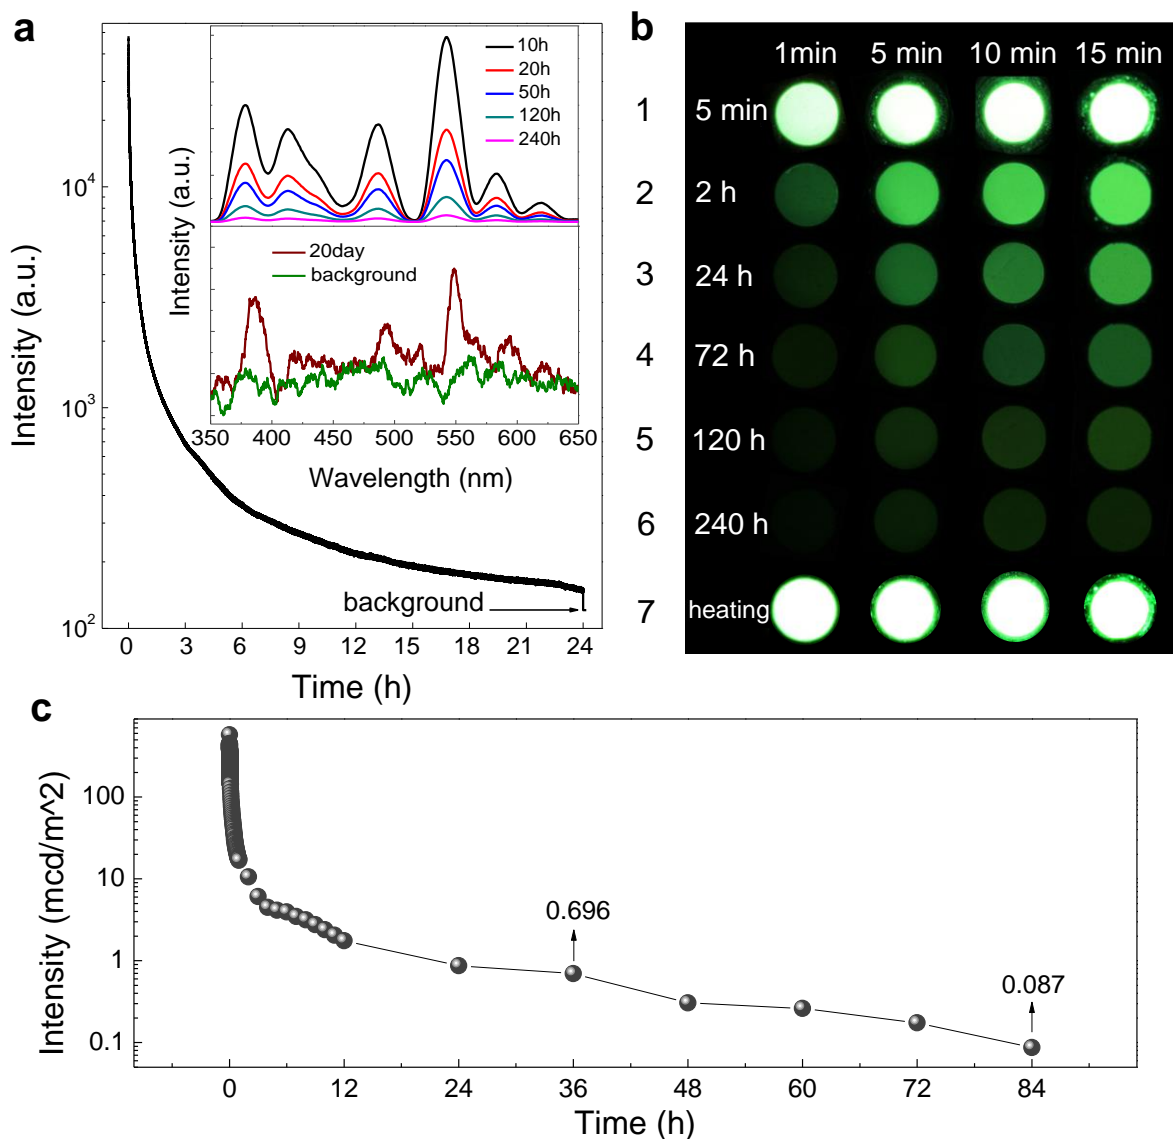 a
Intensity (a.u.)
10^4
10^3
10^2
0 3 6 9 12 15 18 21 24
Time (h)
background
Intensity (a.u.)
10h
20h
50h
120h
240h
20day
background
350 400 450 500 550 600 650
Wavelength (nm)
b
1min 5 min 10 min 15 min
1 5 min
2 2 h
3 24 h
4 72 h
5 120 h
6 240 h
7 heating
c
Intensity (mcd/m^2)
100
10
1
0.1
0.696
0.087
0 12 24 36 48 60 72 84
Time (h)